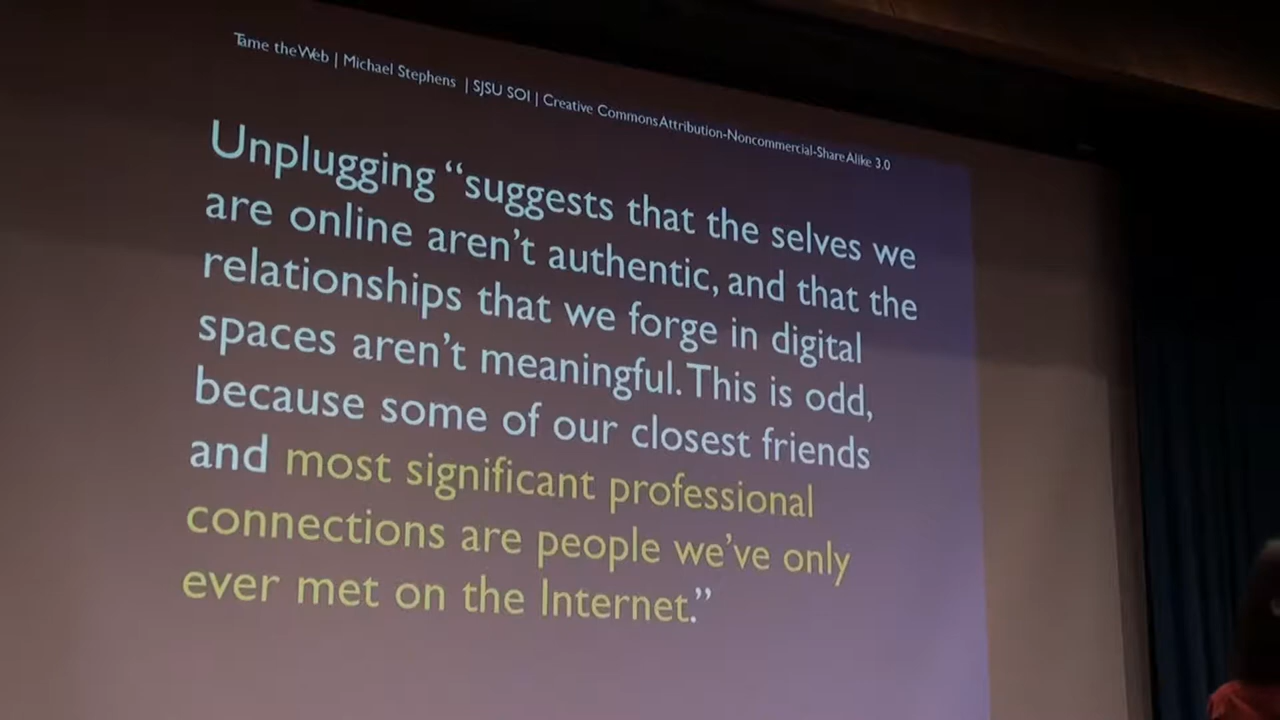 Tame the Web | Michael Stephens | SJSU SOI | Creative Commons Attribution-Noncommercial-Share Alike 3.0
Unplugging “suggests that the selves we
are online aren’t authentic, and that the
relationships that we forge in digital
spaces aren’t meaningful. This is odd,
because some of our closest friends
and most significant professional
connections are people we’ve only
ever met on the Internet.”